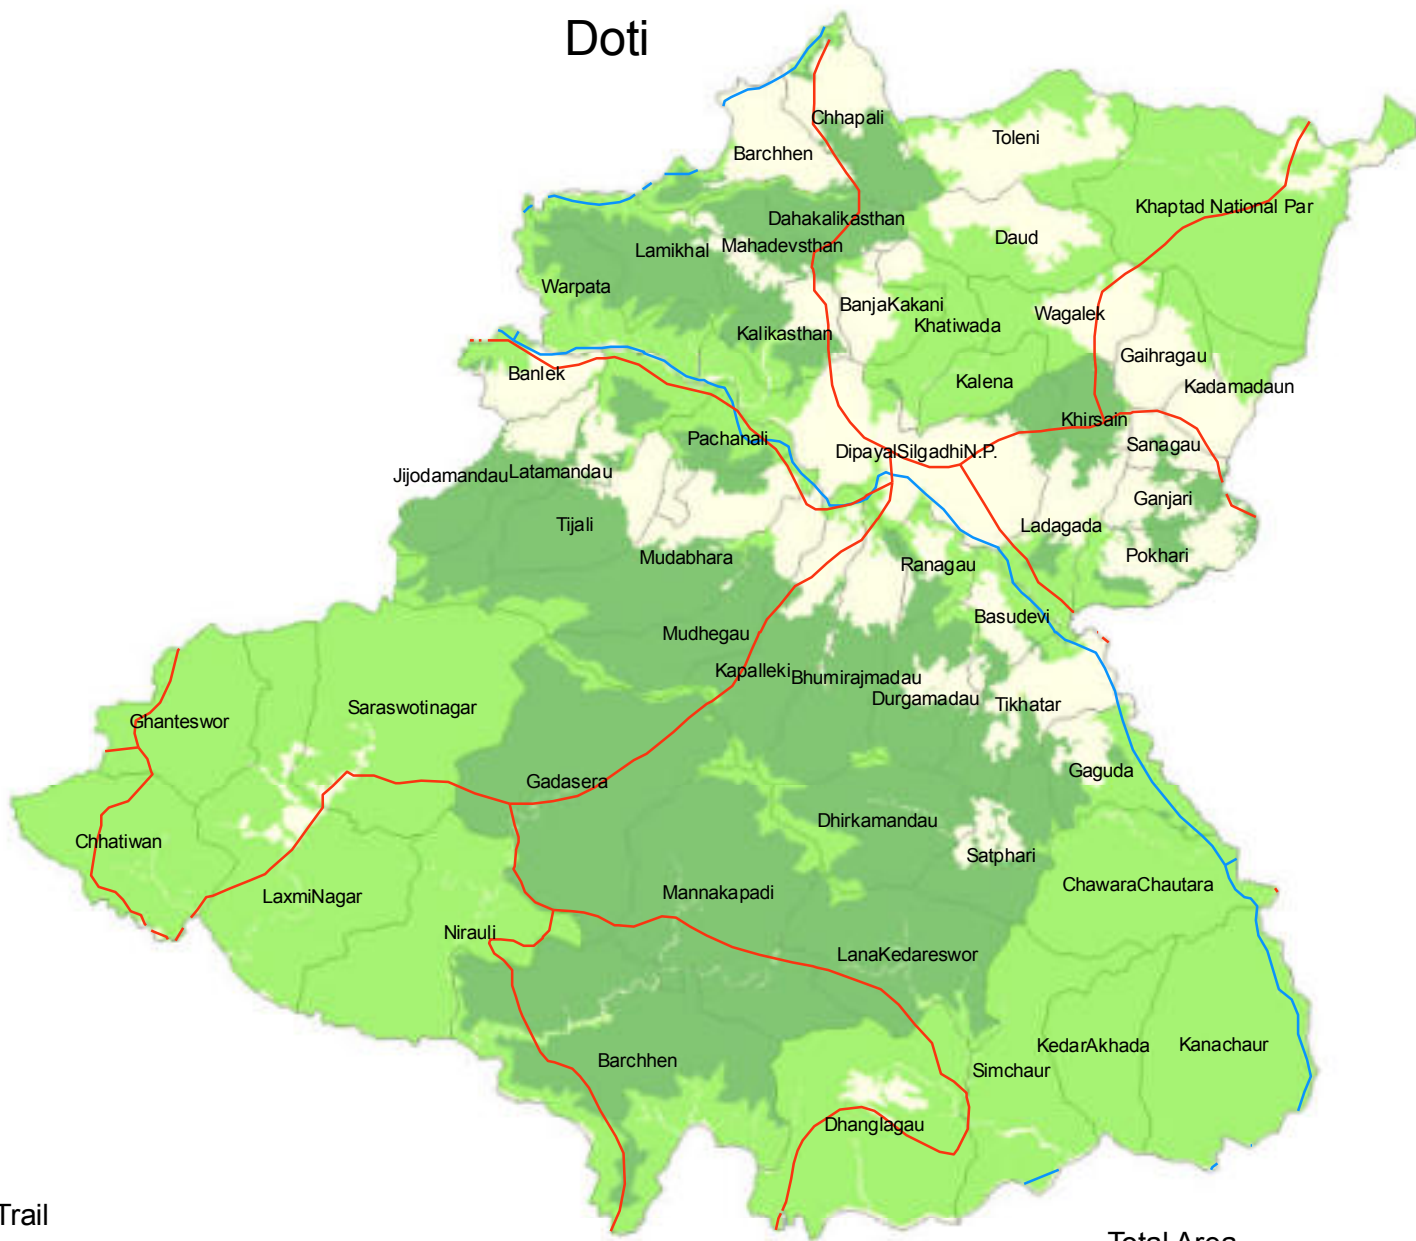 Doti
Chhapali
Toleni
Barchhen
Khaptad National Par
Dahakalikasthan
Daud
Mahadevsthan
Lamikhal
Warpata
BanjaKakani
Wagalek
Khatiwada
Kalikasthan
Gaihragau
Banlek
Kalena
Kadamadaun
Khirsain
Pachanali
Sanagau
DipayalSilgadhiN.P.
Jijodamandau
Latamandau
Ganjari
Tijali
Ladagada
Mudabhara
Pokhari
Ranagau
Basudevi
Mudhegau
Kapalleki
Bhumirajmadau
Durgamadau
Tikhatar
Saraswotinagar
Ghanteswor
Gaguda
Gadasera
Dhirkamandau
Chhatiwan
Satphari
ChawaraChautara
LaxmiNagar
Mannakapadi
Nirauli
LanaKedareswor
KedarAkhada
Kanachaur
Barchhen
Simchaur
Dhanglagau
Trail
Total Area